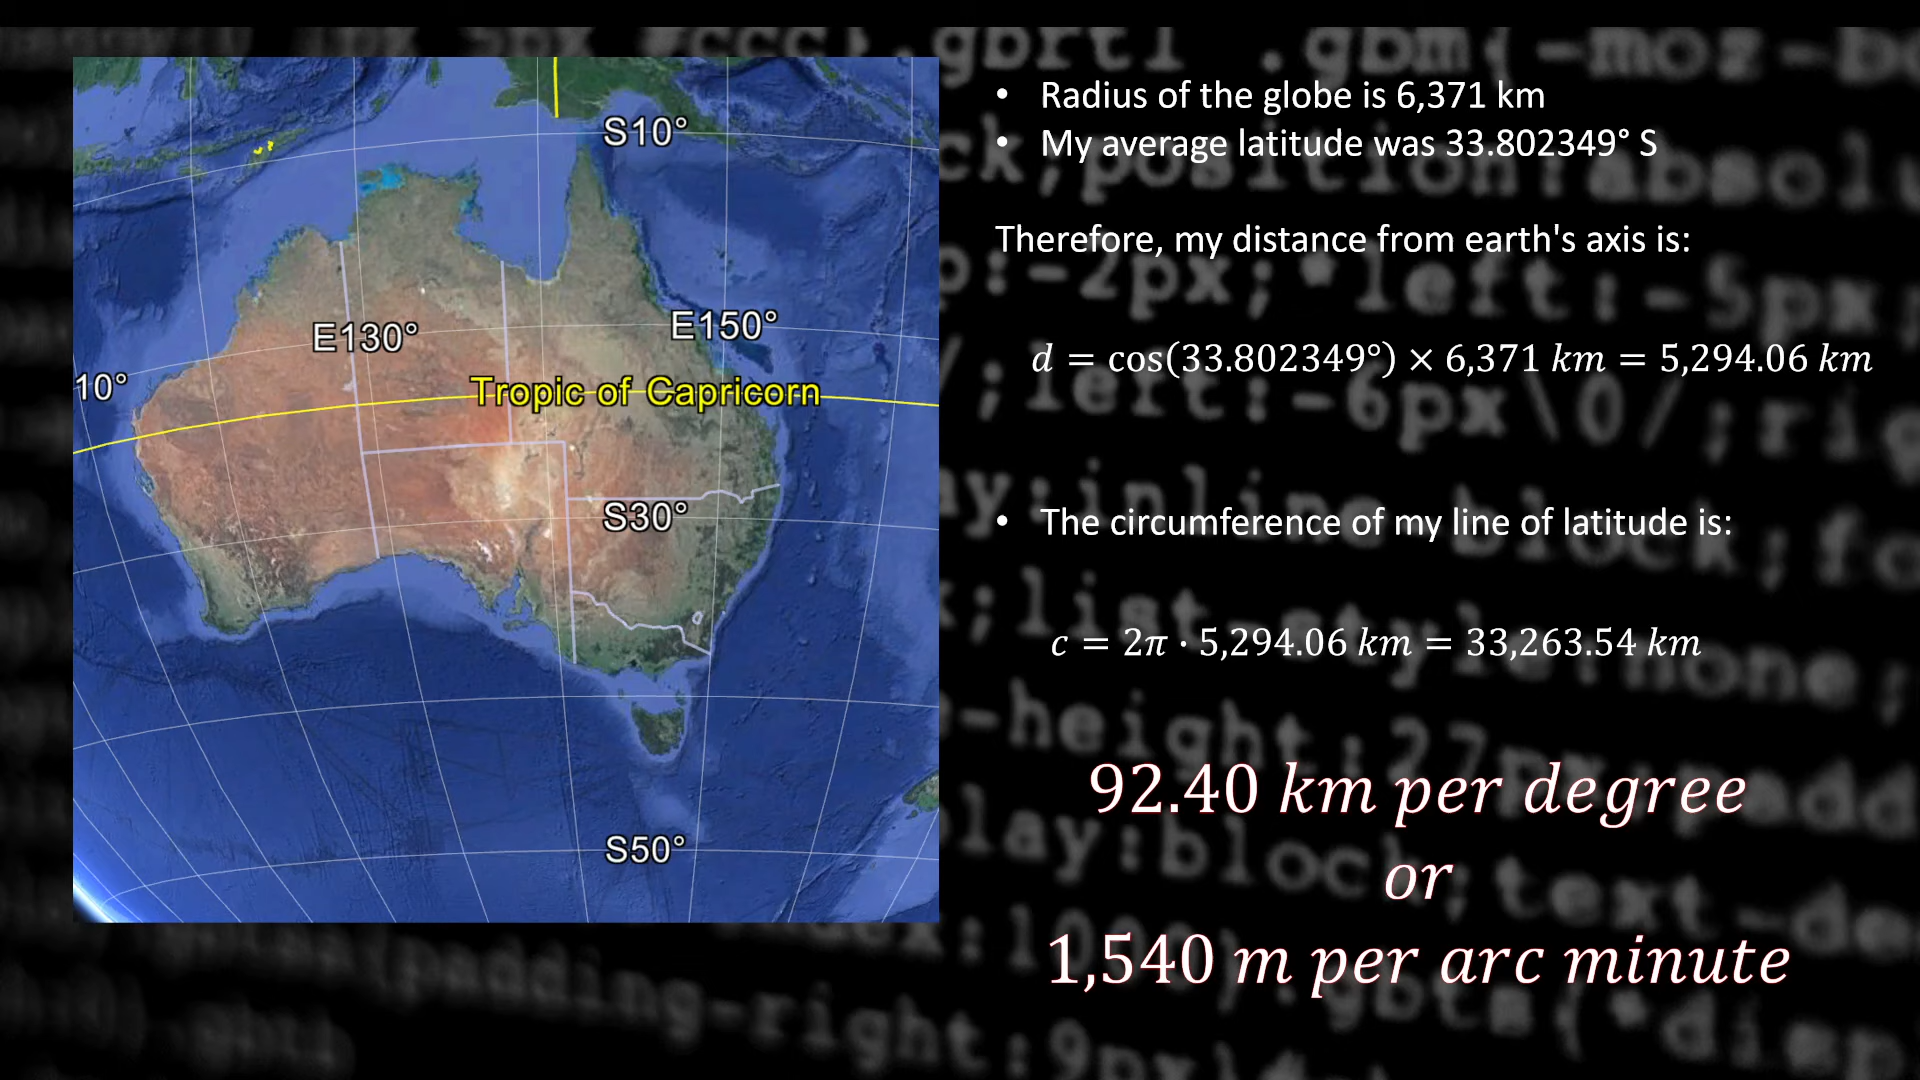 S10°
E130°
E150°
10°
Tropic of Capricorn
S30°
S50°
• Radius of the globe is 6,371 km
• My average latitude was 33.802349° S
Therefore, my distance from earth's axis is:
d = cos(33.802349°) × 6,371 km = 5,294.06 km
• The circumference of my line of latitude is:
c = 2π · 5,294.06 km = 33,263.54 km
92.40 km per degree
or
1,540 m per arc minute